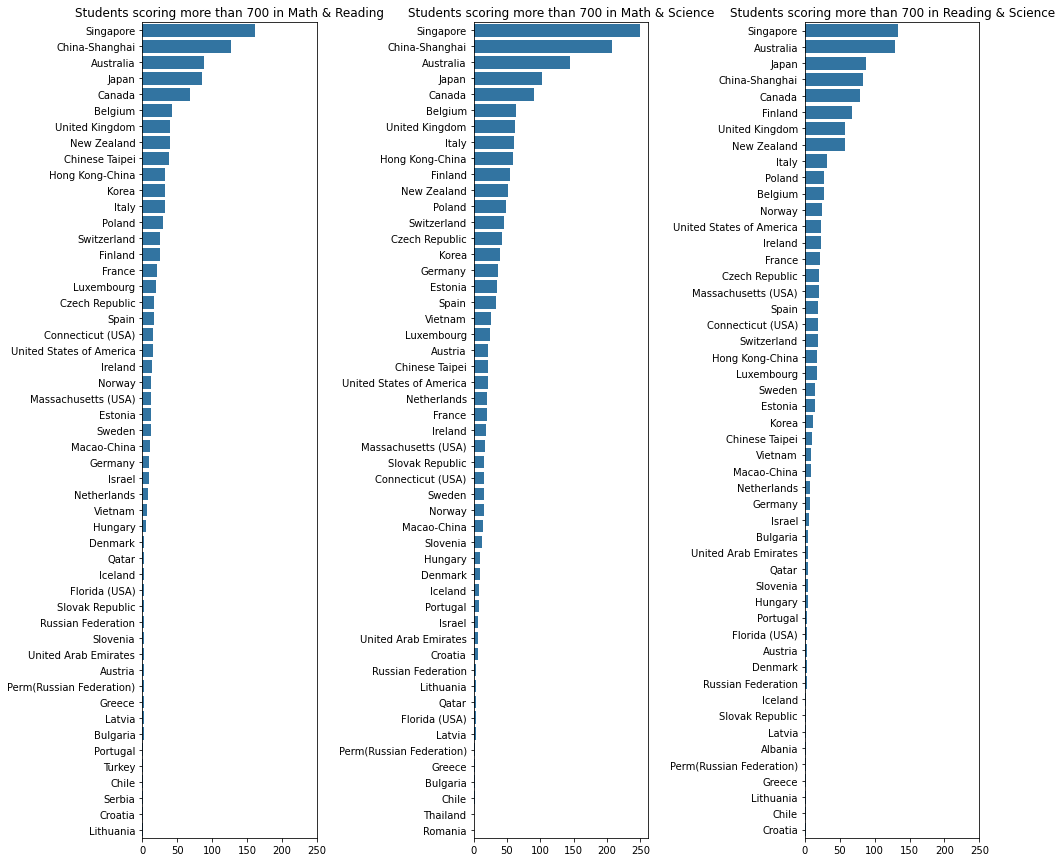 Students scoring more than 700 in Math & Reading
Singapore
China-Shanghai
Australia
Japan
Canada
Belgium
United Kingdom
New Zealand
Chinese Taipei
Hong Kong-China
Korea
Italy
Poland
Switzerland
Finland
France
Luxembourg
Czech Republic
Spain
Connecticut (USA)
United States of America
Ireland
Norway
Massachusetts (USA)
Estonia
Sweden
Macao-China
Germany
Israel
Netherlands
Vietnam
Hungary
Denmark
Qatar
Iceland
Florida (USA)
Slovak Republic
Russian Federation
Slovenia
United Arab Emirates
Austria
Perm(Russian Federation)
Greece
Latvia
Bulgaria
Portugal
Turkey
Chile
Serbia
Croatia
Lithuania
0 50 100 150 200 250
Students scoring more than 700 in Math & Science
Singapore
China-Shanghai
Australia
Japan
Canada
Belgium
United Kingdom
Italy
Hong Kong-China
Finland
New Zealand
Poland
Switzerland
Czech Republic
Korea
Germany
Estonia
Spain
Vietnam
Luxembourg
Austria
Chinese Taipei
United States of America
Netherlands
France
Ireland
Massachusetts (USA)
Slovak Republic
Connecticut (USA)
Sweden
Norway
Macao-China
Slovenia
Hungary
Denmark
Iceland
Portugal
Israel
United Arab Emirates
Croatia
Russian Federation
Lithuania
Qatar
Florida (USA)
Latvia
Perm(Russian Federation)
Greece
Bulgaria
Chile
Thailand
Romania
0 50 100 150 200 250
Students scoring more than 700 in Reading & Science
Singapore
Australia
Japan
China-Shanghai
Canada
Finland
United Kingdom
New Zealand
Italy
Poland
Belgium
Norway
United States of America
Ireland
France
Czech Republic
Massachusetts (USA)
Spain
Connecticut (USA)
Switzerland
Hong Kong-China
Luxembourg
Sweden
Estonia
Korea
Chinese Taipei
Vietnam
Macao-China
Netherlands
Germany
Israel
Bulgaria
United Arab Emirates
Qatar
Slovenia
Hungary
Portugal
Florida (USA)
Austria
Denmark
Russian Federation
Iceland
Slovak Republic
Latvia
Albania
Perm(Russian Federation)
Greece
Lithuania
Chile
Croatia
0 50 100 150 200 250